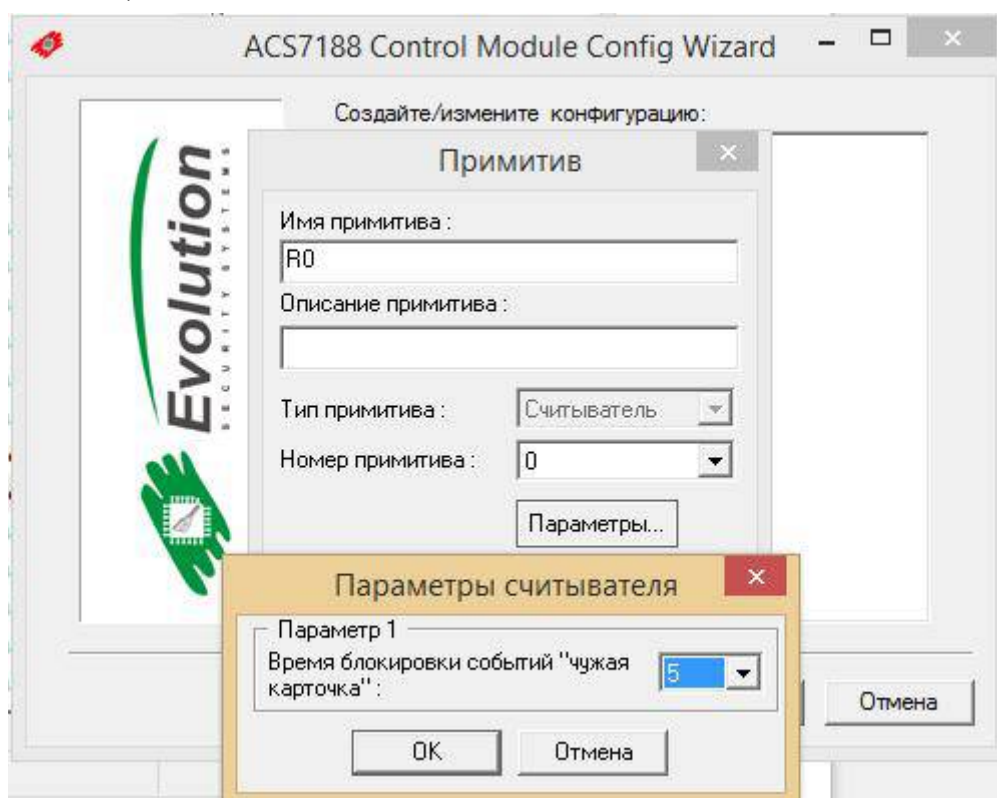 ACS7188 Control Module Config Wizard
Создайте/измените конфигурацию:
Evolution
SECURITY SYSTEMS
Примитив
Имя примитива :
R0
Описание примитива :
Тип примитива :
Считыватель
Номер примитива :
0
Параметры...
Параметры считывателя
Параметр 1
Время блокировки событий "чужая
карточка" :
5
OK
Отмена
Отмена